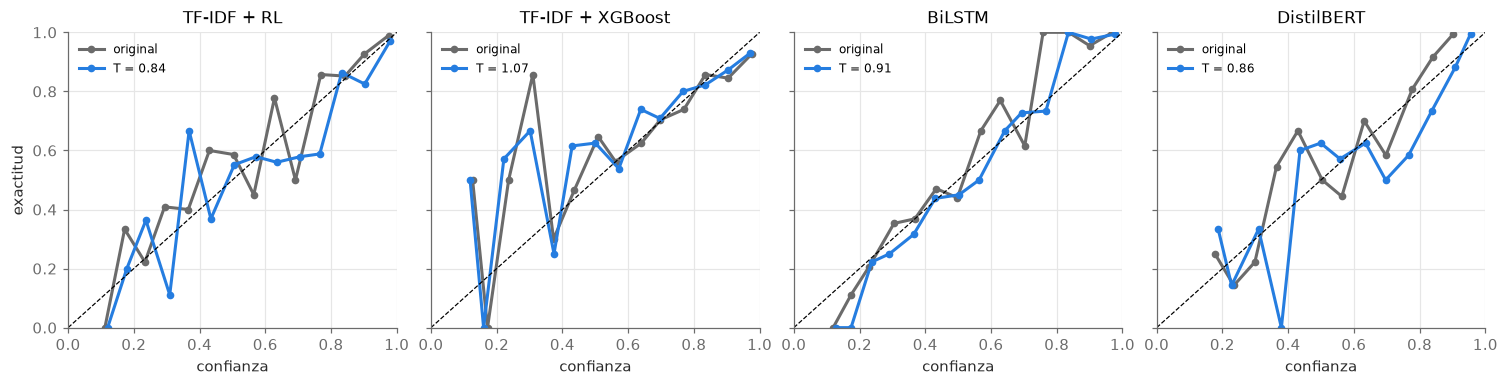 TF-IDF + RL
original
T = 0.84
exactitud
1.0
0.8
0.6
0.4
0.2
0.0
0.0 0.2 0.4 0.6 0.8 1.0
confianza
TF-IDF + XGBoost
original
T = 1.07
0.0 0.2 0.4 0.6 0.8 1.0
confianza
BiLSTM
original
T = 0.91
0.0 0.2 0.4 0.6 0.8 1.0
confianza
DistilBERT
original
T = 0.86
0.0 0.2 0.4 0.6 0.8 1.0
confianza